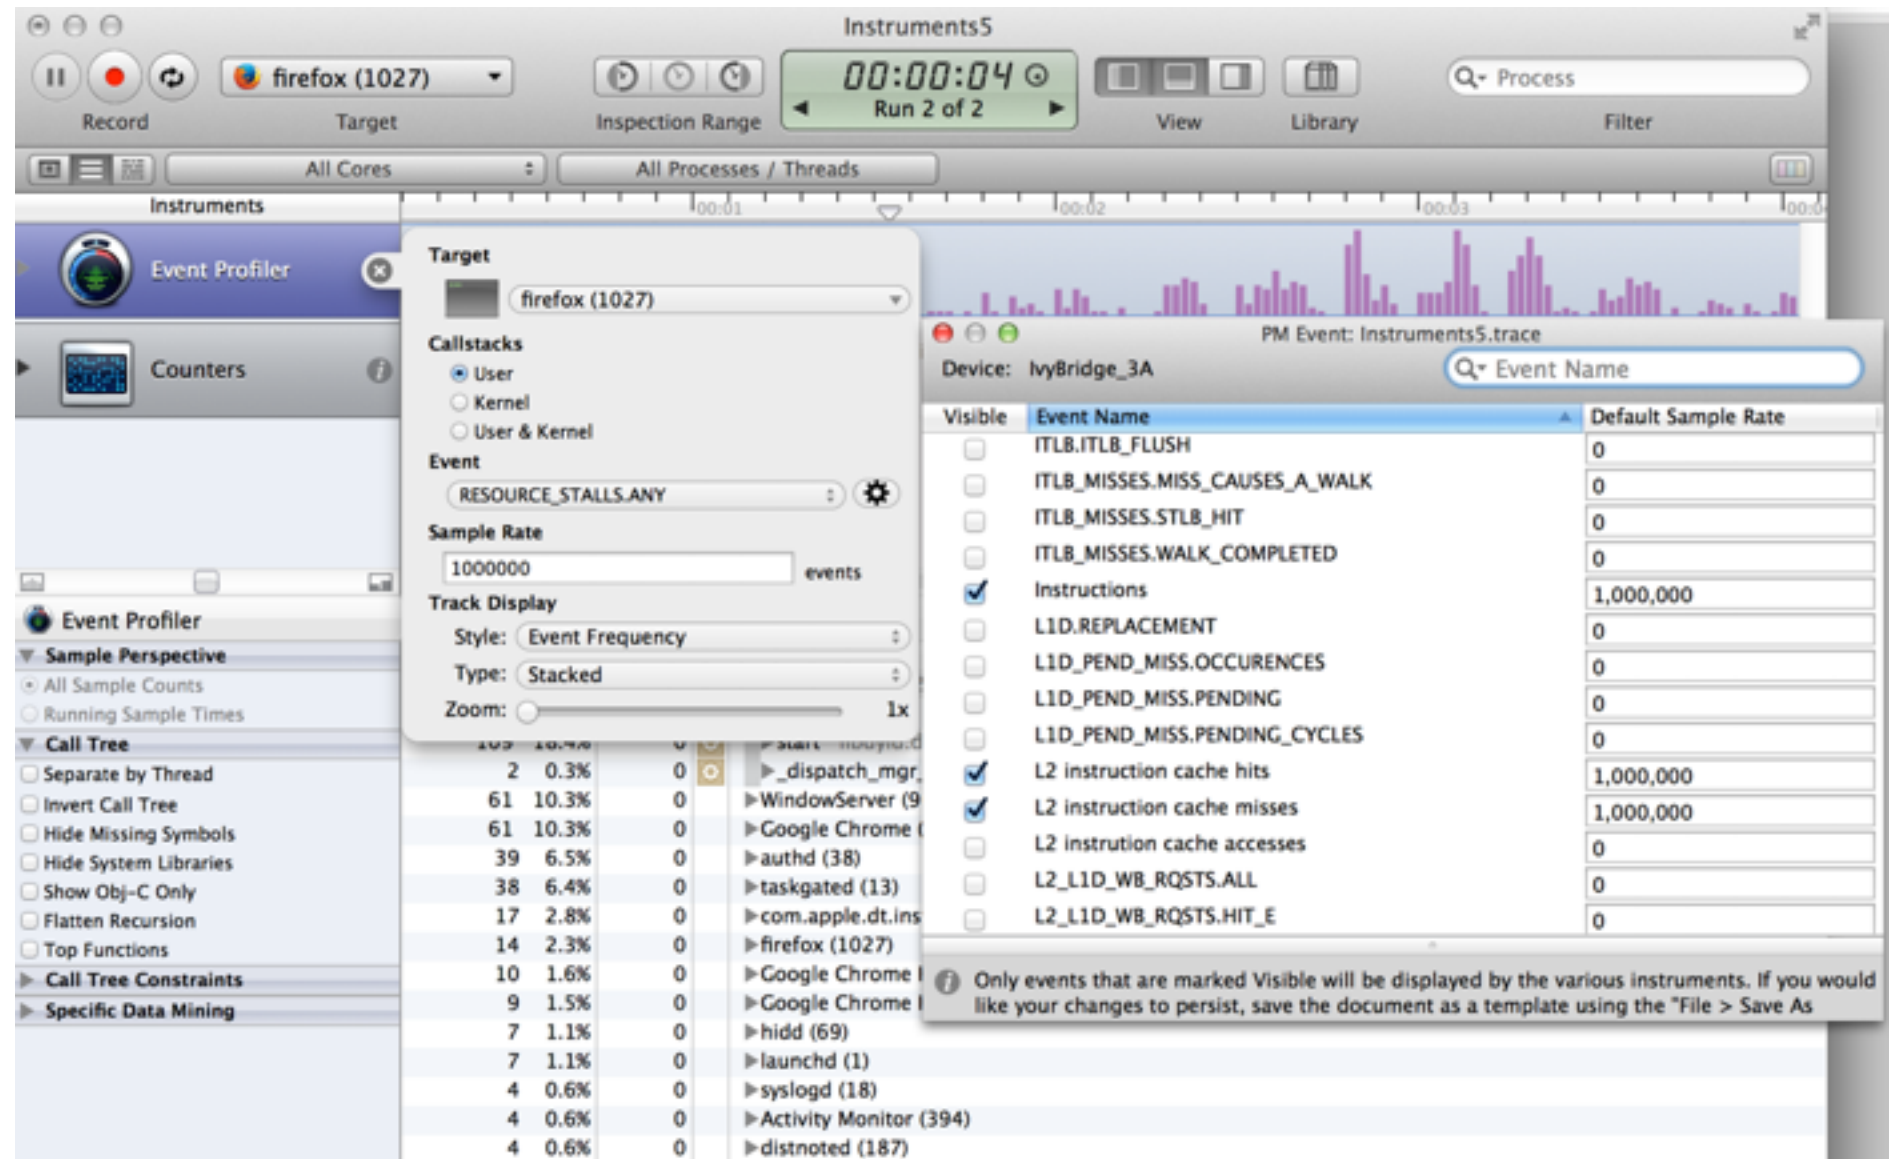 Instruments5
firefox (1027)
00:00:04
Run 2 of 2
Process
Record
Target
Inspection Range
View
Library
Filter
All Cores
All Processes / Threads
Instruments
00:01
00:02
00:03
Event Profiler
Counters
Target
firefox (1027)
Callstacks
User
Kernel
User & Kernel
Event
RESOURCE_STALLS.ANY
Sample Rate
1000000
events
Track Display
Style: Event Frequency
Type: Stacked
Zoom: 1x
PM Event: Instruments5.trace
Device: IvyBridge_3A
Event Name
Visible Event Name Default Sample Rate
ITLB.ITLB_FLUSH 0
ITLB_MISSES.MISS_CAUSES_A_WALK 0
ITLB_MISSES.STLB_HIT 0
ITLB_MISSES.WALK_COMPLETED 0
Instructions 1,000,000
L1D.REPLACEMENT 0
L1D_PEND_MISS.OCCURENCES 0
L1D_PEND_MISS.PENDING 0
L1D_PEND_MISS.PENDING_CYCLES 0
L2 instruction cache hits 1,000,000
L2 instruction cache misses 1,000,000
L2 instrution cache accesses 0
L2_L1D_WB_RQSTS.ALL 0
L2_L1D_WB_RQSTS.HIT_E 0
Only events that are marked Visible will be displayed by the various instruments. If you would
like your changes to persist, save the document as a template using the "File > Save As
Event Profiler
Sample Perspective
All Sample Counts
Running Sample Times
Call Tree
Separate by Thread
Invert Call Tree
Hide Missing Symbols
Hide System Libraries
Show Obj-C Only
Flatten Recursion
Top Functions
Call Tree Constraints
Specific Data Mining
109 18.4% 0 start
2 0.3% 0 _dispatch_mgr_
61 10.3% 0 WindowServer (9
61 10.3% 0 Google Chrome (
39 6.5% 0 authd (38)
38 6.4% 0 taskgated (13)
17 2.8% 0 com.apple.dt.ins
14 2.3% 0 firefox (1027)
10 1.6% 0 Google Chrome
9 1.5% 0 Google Chrome
7 1.1% 0 hidd (69)
7 1.1% 0 launchd (1)
4 0.6% 0 syslogd (18)
4 0.6% 0 Activity Monitor (394)
4 0.6% 0 distnoted (187)